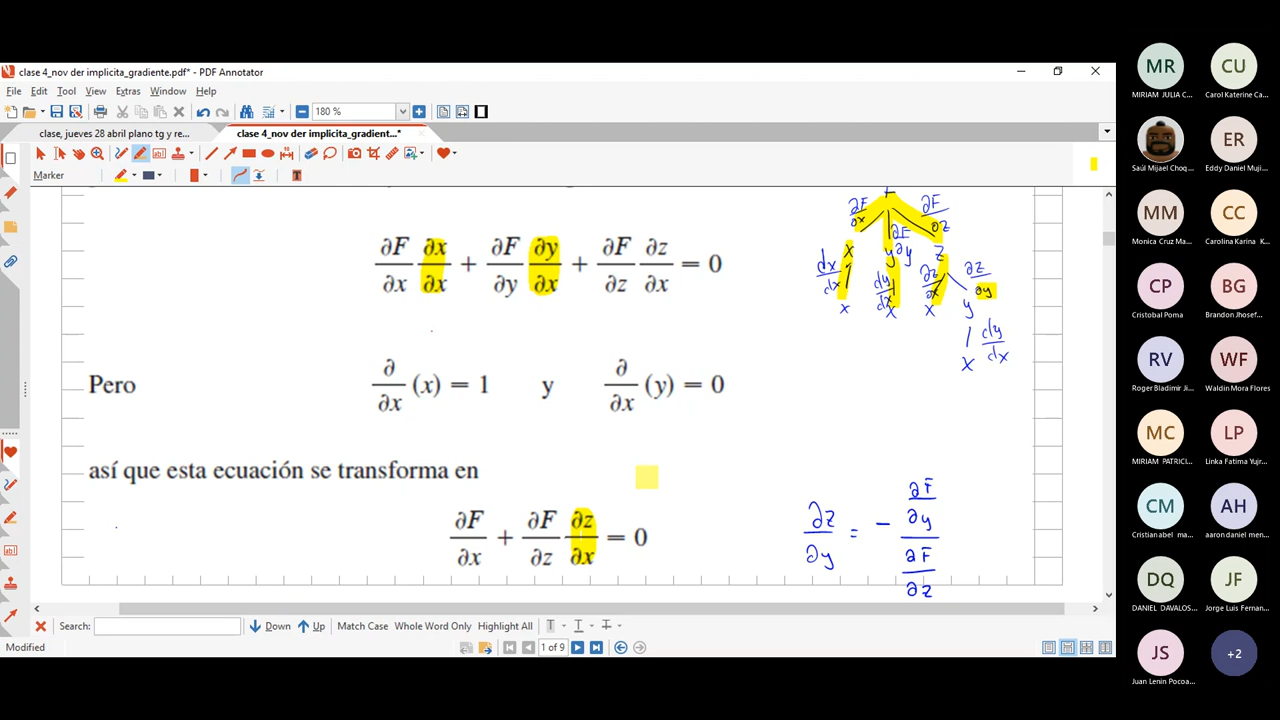 clase 4_nov der implicita_gradiente.pdf* - PDF Annotator
File Edit Tool View Extras Window Help
180 %
clase, jueves 28 abril plano tg y re...
clase 4_nov der implicita_gradient...*
Marker
∂F/∂x ∂x/∂x + ∂F/∂y ∂y/∂x + ∂F/∂z ∂z/∂x = 0
Pero ∂/∂x (x) = 1 y ∂/∂x (y) = 0
así que esta ecuación se transforma en
∂F/∂x + ∂F/∂z ∂z/∂x = 0
F
∂F/∂x ∂F/∂y ∂F/∂z
x y z
dx/dx dy/dx ∂z/∂x ∂z/∂y
x x x y
dy/dx
x
∂z/∂y = - ∂F/∂y / ∂F/∂z
Search: Down Up Match Case Whole Word Only Highlight All
Modified
1 of 9
MR
MIRIAM JULIA C...
CU
Carol Katerine Ca...
Saúl Mijael Choq...
ER
Eddy Daniel Muji...
MM
Monica Cruz Ma...
CC
Carolina Karina K...
CP
Cristobal Poma
BG
Brandon Jhosef...
RV
Roger Bladimir Ji...
WF
Waldin Mora Flores
MC
MIRIAM PATRICI...
LP
Linka Fatima Yujr...
CM
Cristian abel ma...
AH
aaron daniel men...
DQ
DANIEL DAVALOS...
JF
Jorge Luis Fernan...
JS
Juan Lenin Pocoa...
+2